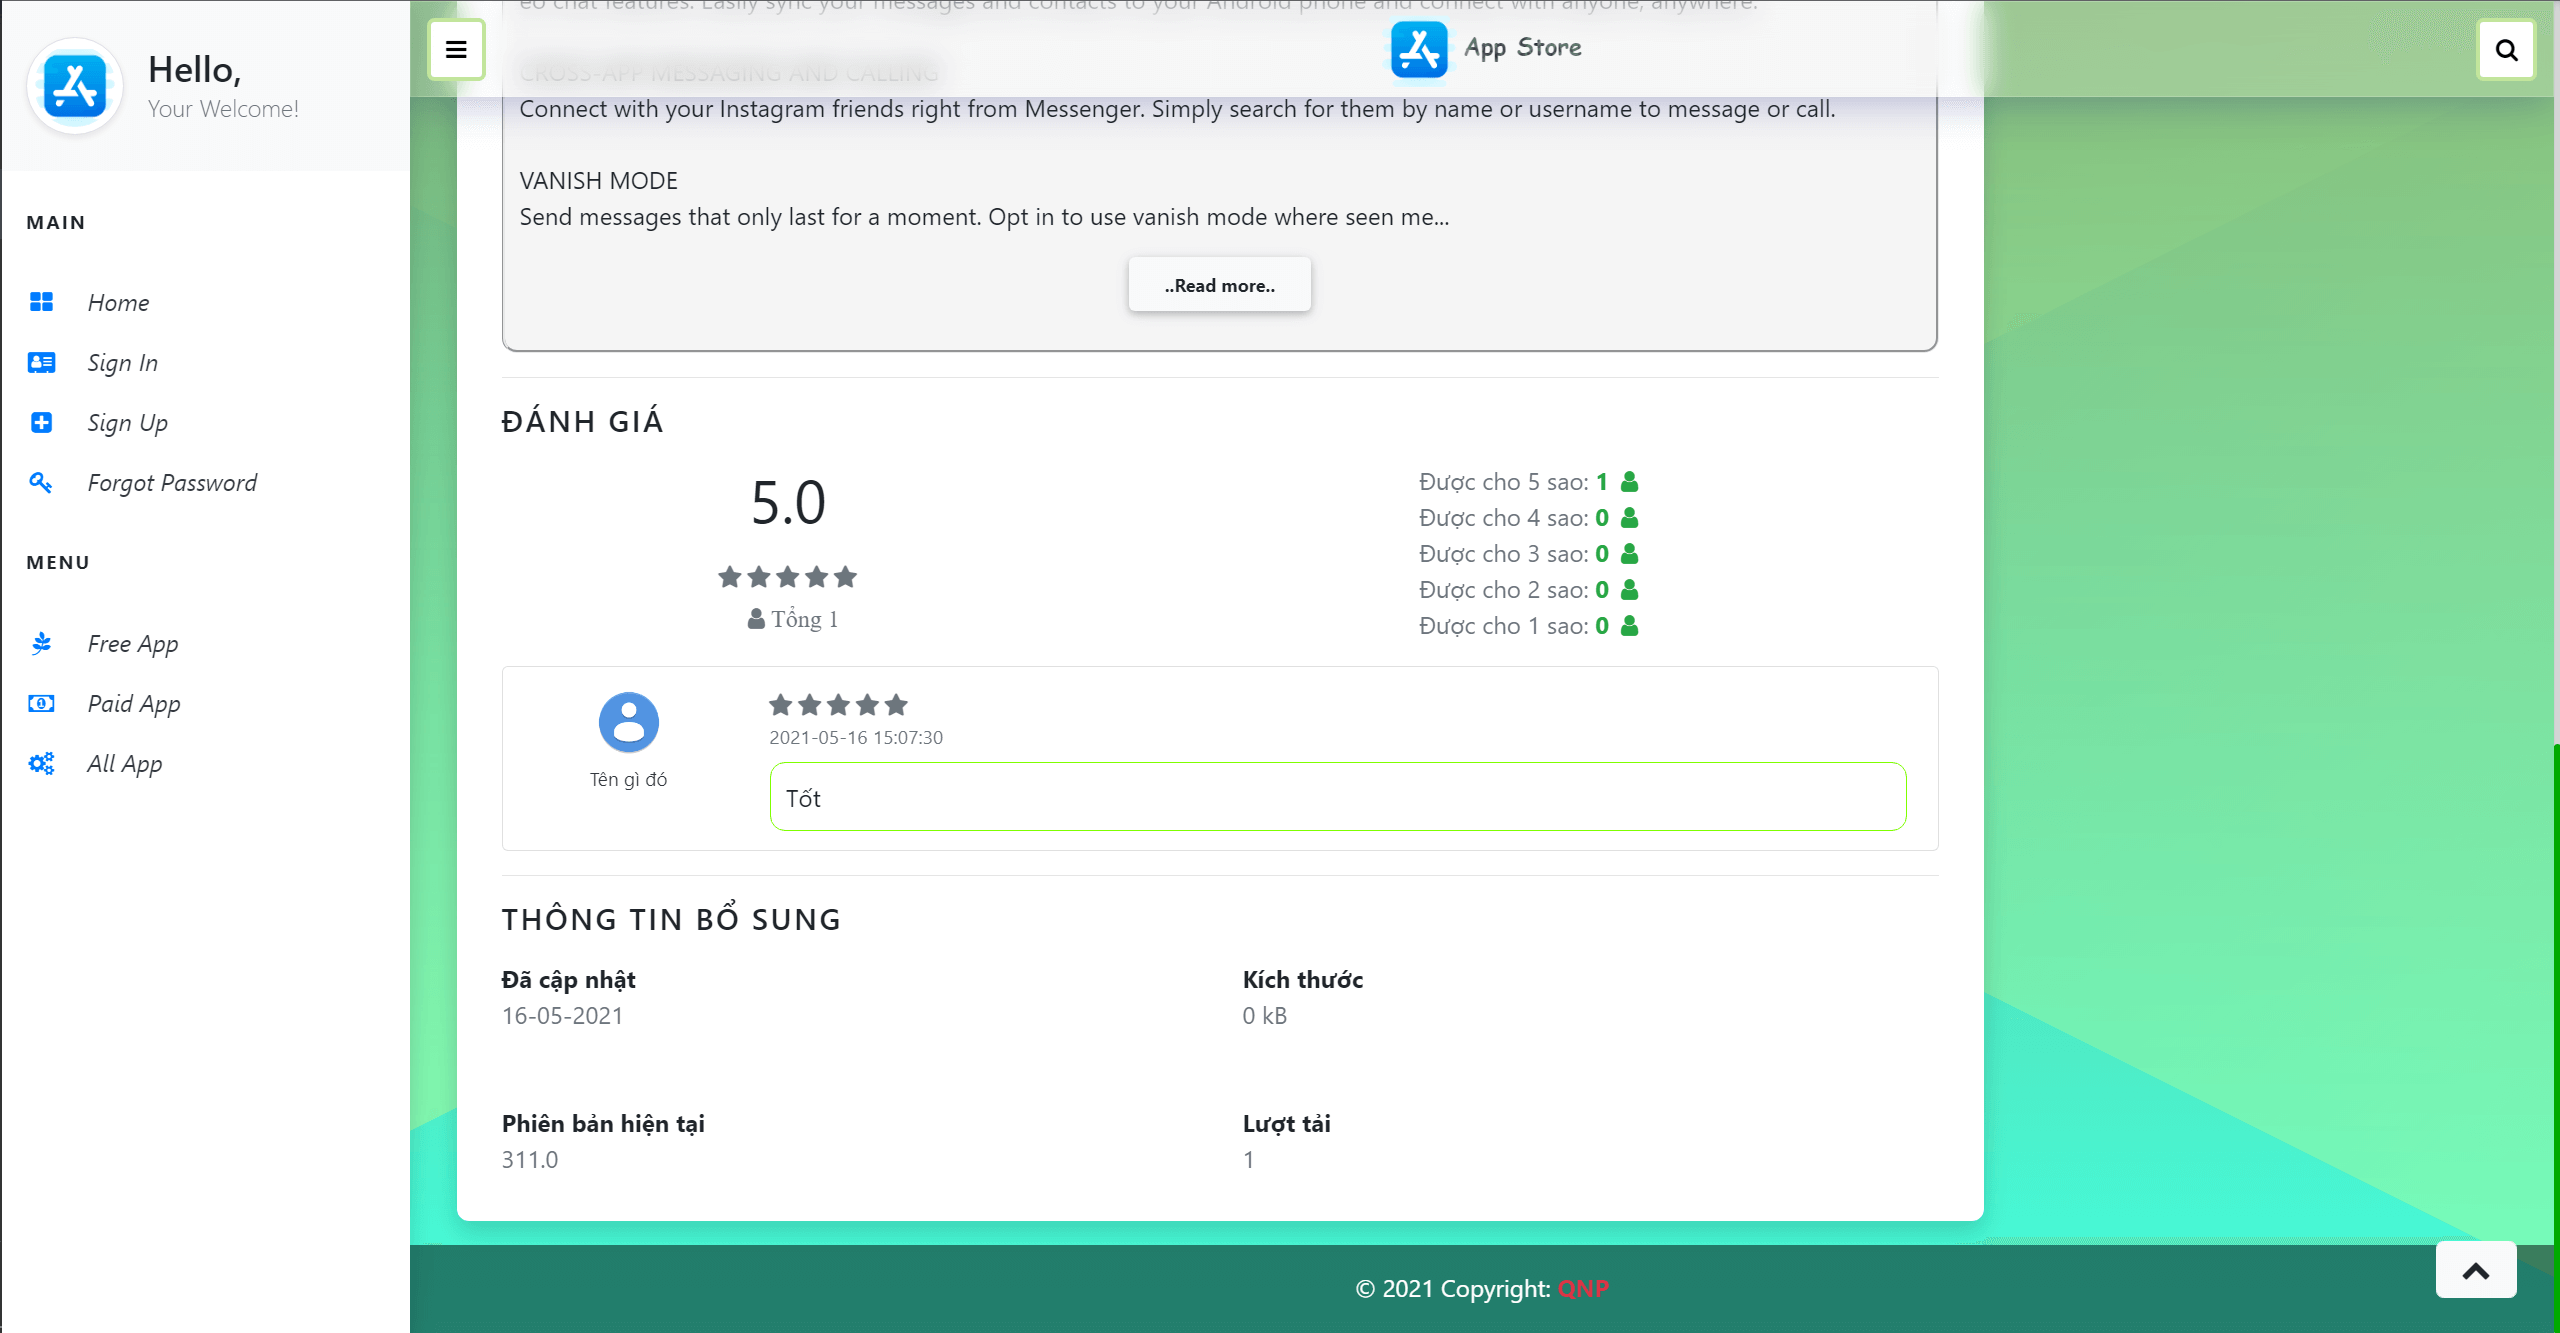 Hello,
Your Welcome!
MAIN
Home
Sign In
Sign Up
Forgot Password
MENU
Free App
Paid App
All App
App Store
eo chat features. Easily sync your messages and contacts to your Android phone and connect with anyone, anywhere.
CROSS-APP MESSAGING AND CALLING
Connect with your Instagram friends right from Messenger. Simply search for them by name or username to message or call.
VANISH MODE
Send messages that only last for a moment. Opt in to use vanish mode where seen me...
..Read more..
ĐÁNH GIÁ
5.0
Tổng 1
Được cho 5 sao: 1
Được cho 4 sao: 0
Được cho 3 sao: 0
Được cho 2 sao: 0
Được cho 1 sao: 0
Tên gì đó
2021-05-16 15:07:30
Tốt
THÔNG TIN BỔ SUNG
Đã cập nhật
16-05-2021
Kích thước
0 kB
Phiên bản hiện tại
311.0
Lượt tải
1
© 2021 Copyright: QNP